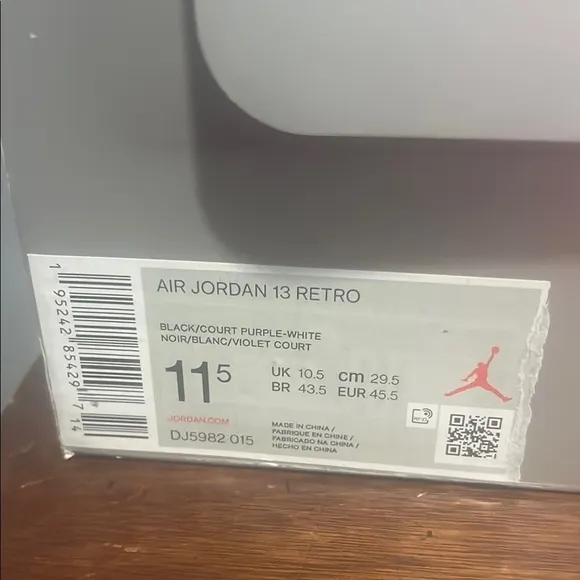 AIR JORDAN 13 RETRO
BLACK/COURT PURPLE-WHITE
NOIR/BLANC/VIOLET COURT
11 5
UK 10.5 cm 29.5
BR 43.5 EUR 45.5
JORDAN.COM
DJ5982 015
MADE IN CHINA /
FABRIQUE EN CHINE /
FABRICADO NA CHINA /
HECHO EN CHINA
1 95242 85429 7 14